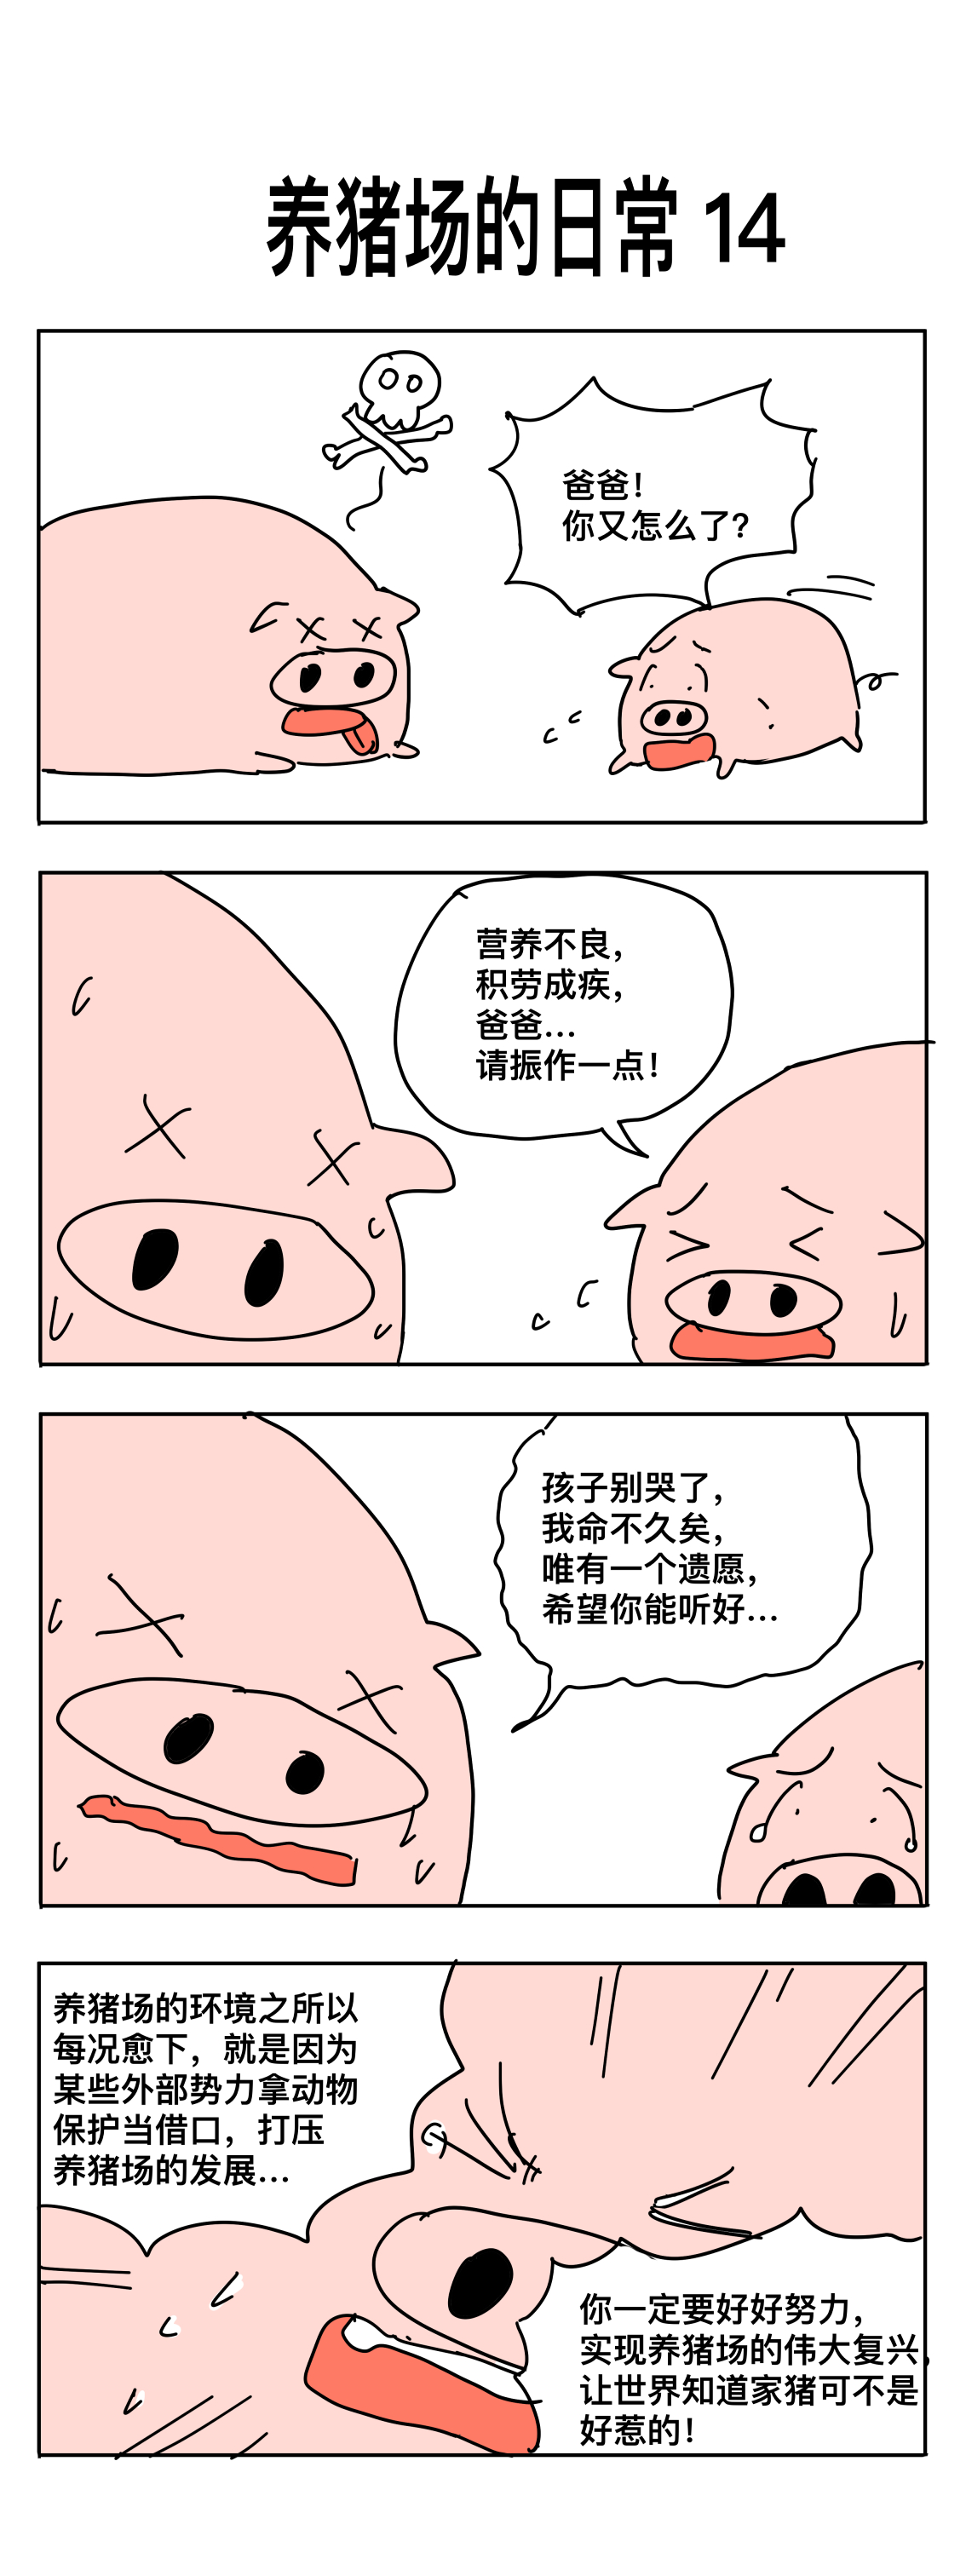 养猪场的日常 14
爸爸！
你又怎么了？
营养不良，
积劳成疾，
爸爸...
请振作一点！
孩子别哭了，
我命不久矣，
唯有一个遗愿，
希望你能听好...
养猪场的环境之所以
每况愈下，就是因为
某些外部势力拿动物
保护当借口，打压
养猪场的发展...
你一定要好好努力，
实现养猪场的伟大复兴，
让世界知道家猪可不是
好惹的！